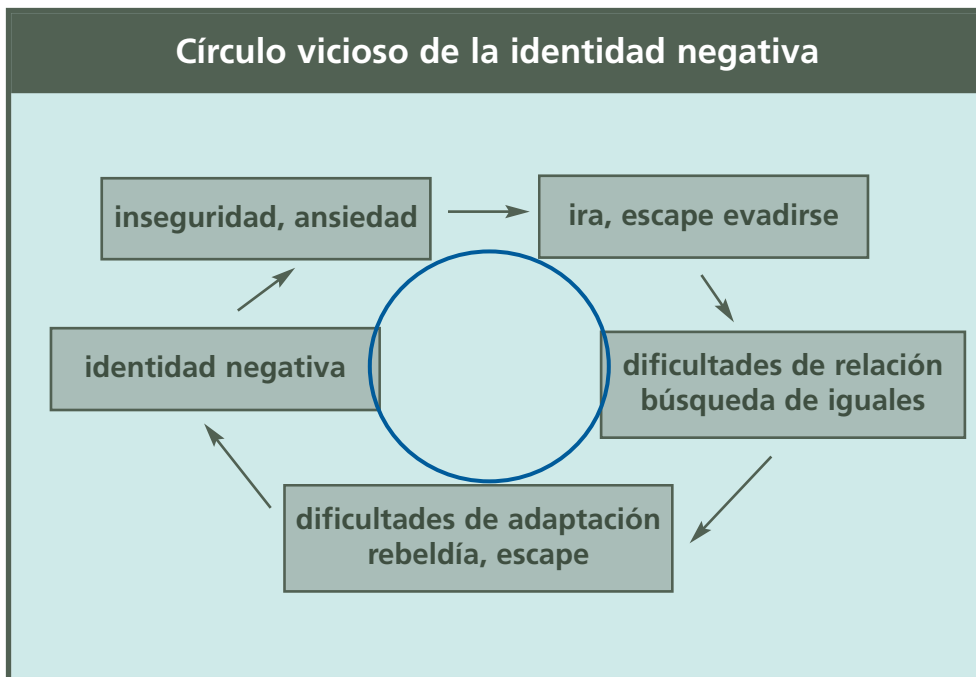 Círculo vicioso de la identidad negativa
inseguridad, ansiedad
ira, escape evadirse
identidad negativa
dificultades de relación
búsqueda de iguales
dificultades de adaptación
rebeldía, escape